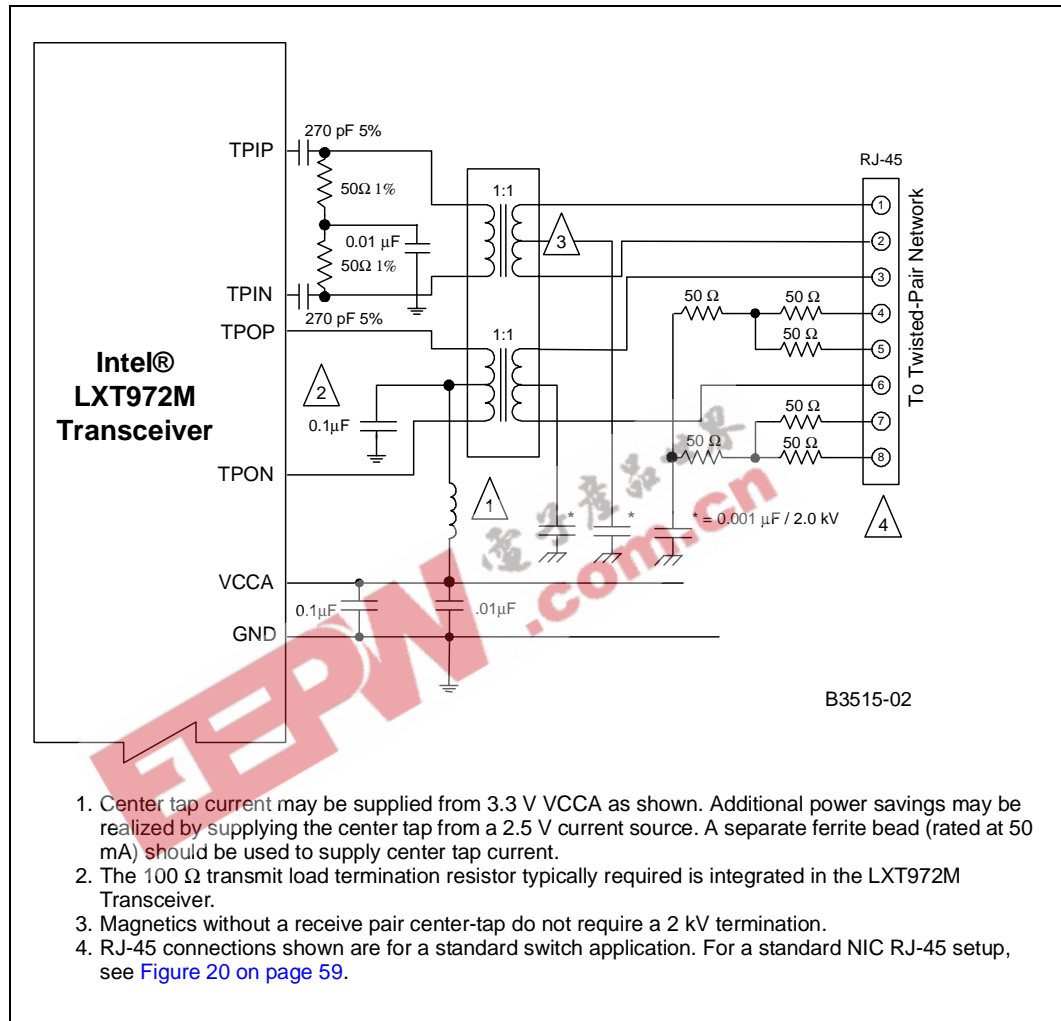 270 pF 5%
TPIP
RJ-45
50Ω 1%
1:1
1
0.01 µF
3
2
50Ω 1%
To Twisted-Pair Network
3
TPIN
50 Ω
50 Ω
4
270 pF 5%
TPOP
1:1
50 Ω
5
Intel®
LXT972M
Transceiver
2
6
0.1µF
50 Ω
7
50 Ω
50 Ω
8
TPON
1
*
*
* = 0.001 µF / 2.0 kV
4
電子產品世界
.com.cn
VCCA
0.1µF
.01µF
GND
EEPW
B3515-02
1. Center tap current may be supplied from 3.3 V VCCA as shown. Additional power savings may be
realized by supplying the center tap from a 2.5 V current source. A separate ferrite bead (rated at 50
mA) should be used to supply center tap current.
2. The 100 Ω transmit load termination resistor typically required is integrated in the LXT972M
Transceiver.
3. Magnetics without a receive pair center-tap do not require a 2 kV termination.
4. RJ-45 connections shown are for a standard switch application. For a standard NIC RJ-45 setup,
see Figure 20 on page 59.